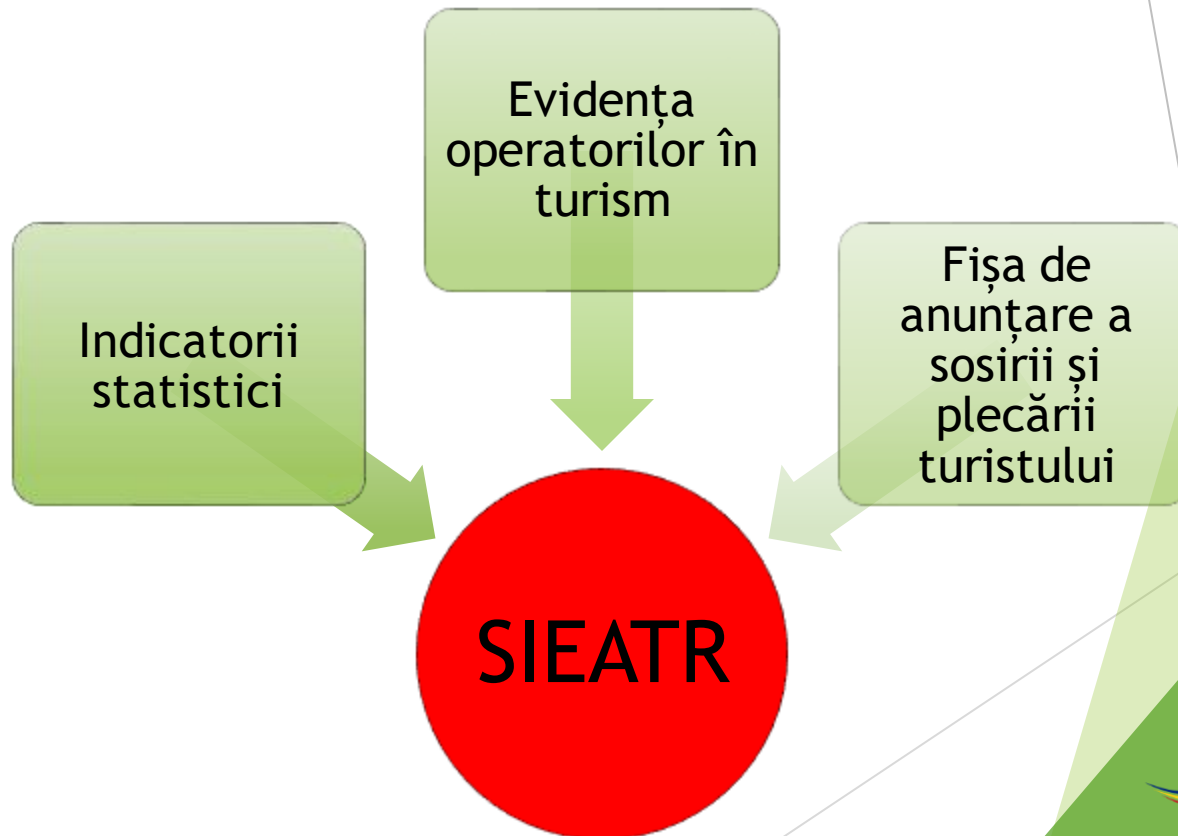 Indicatorii
statistici
Evidența
operatorilor în
turism
Fișa de
anunțare a
sosirii și
plecării
turistului
SIEATR